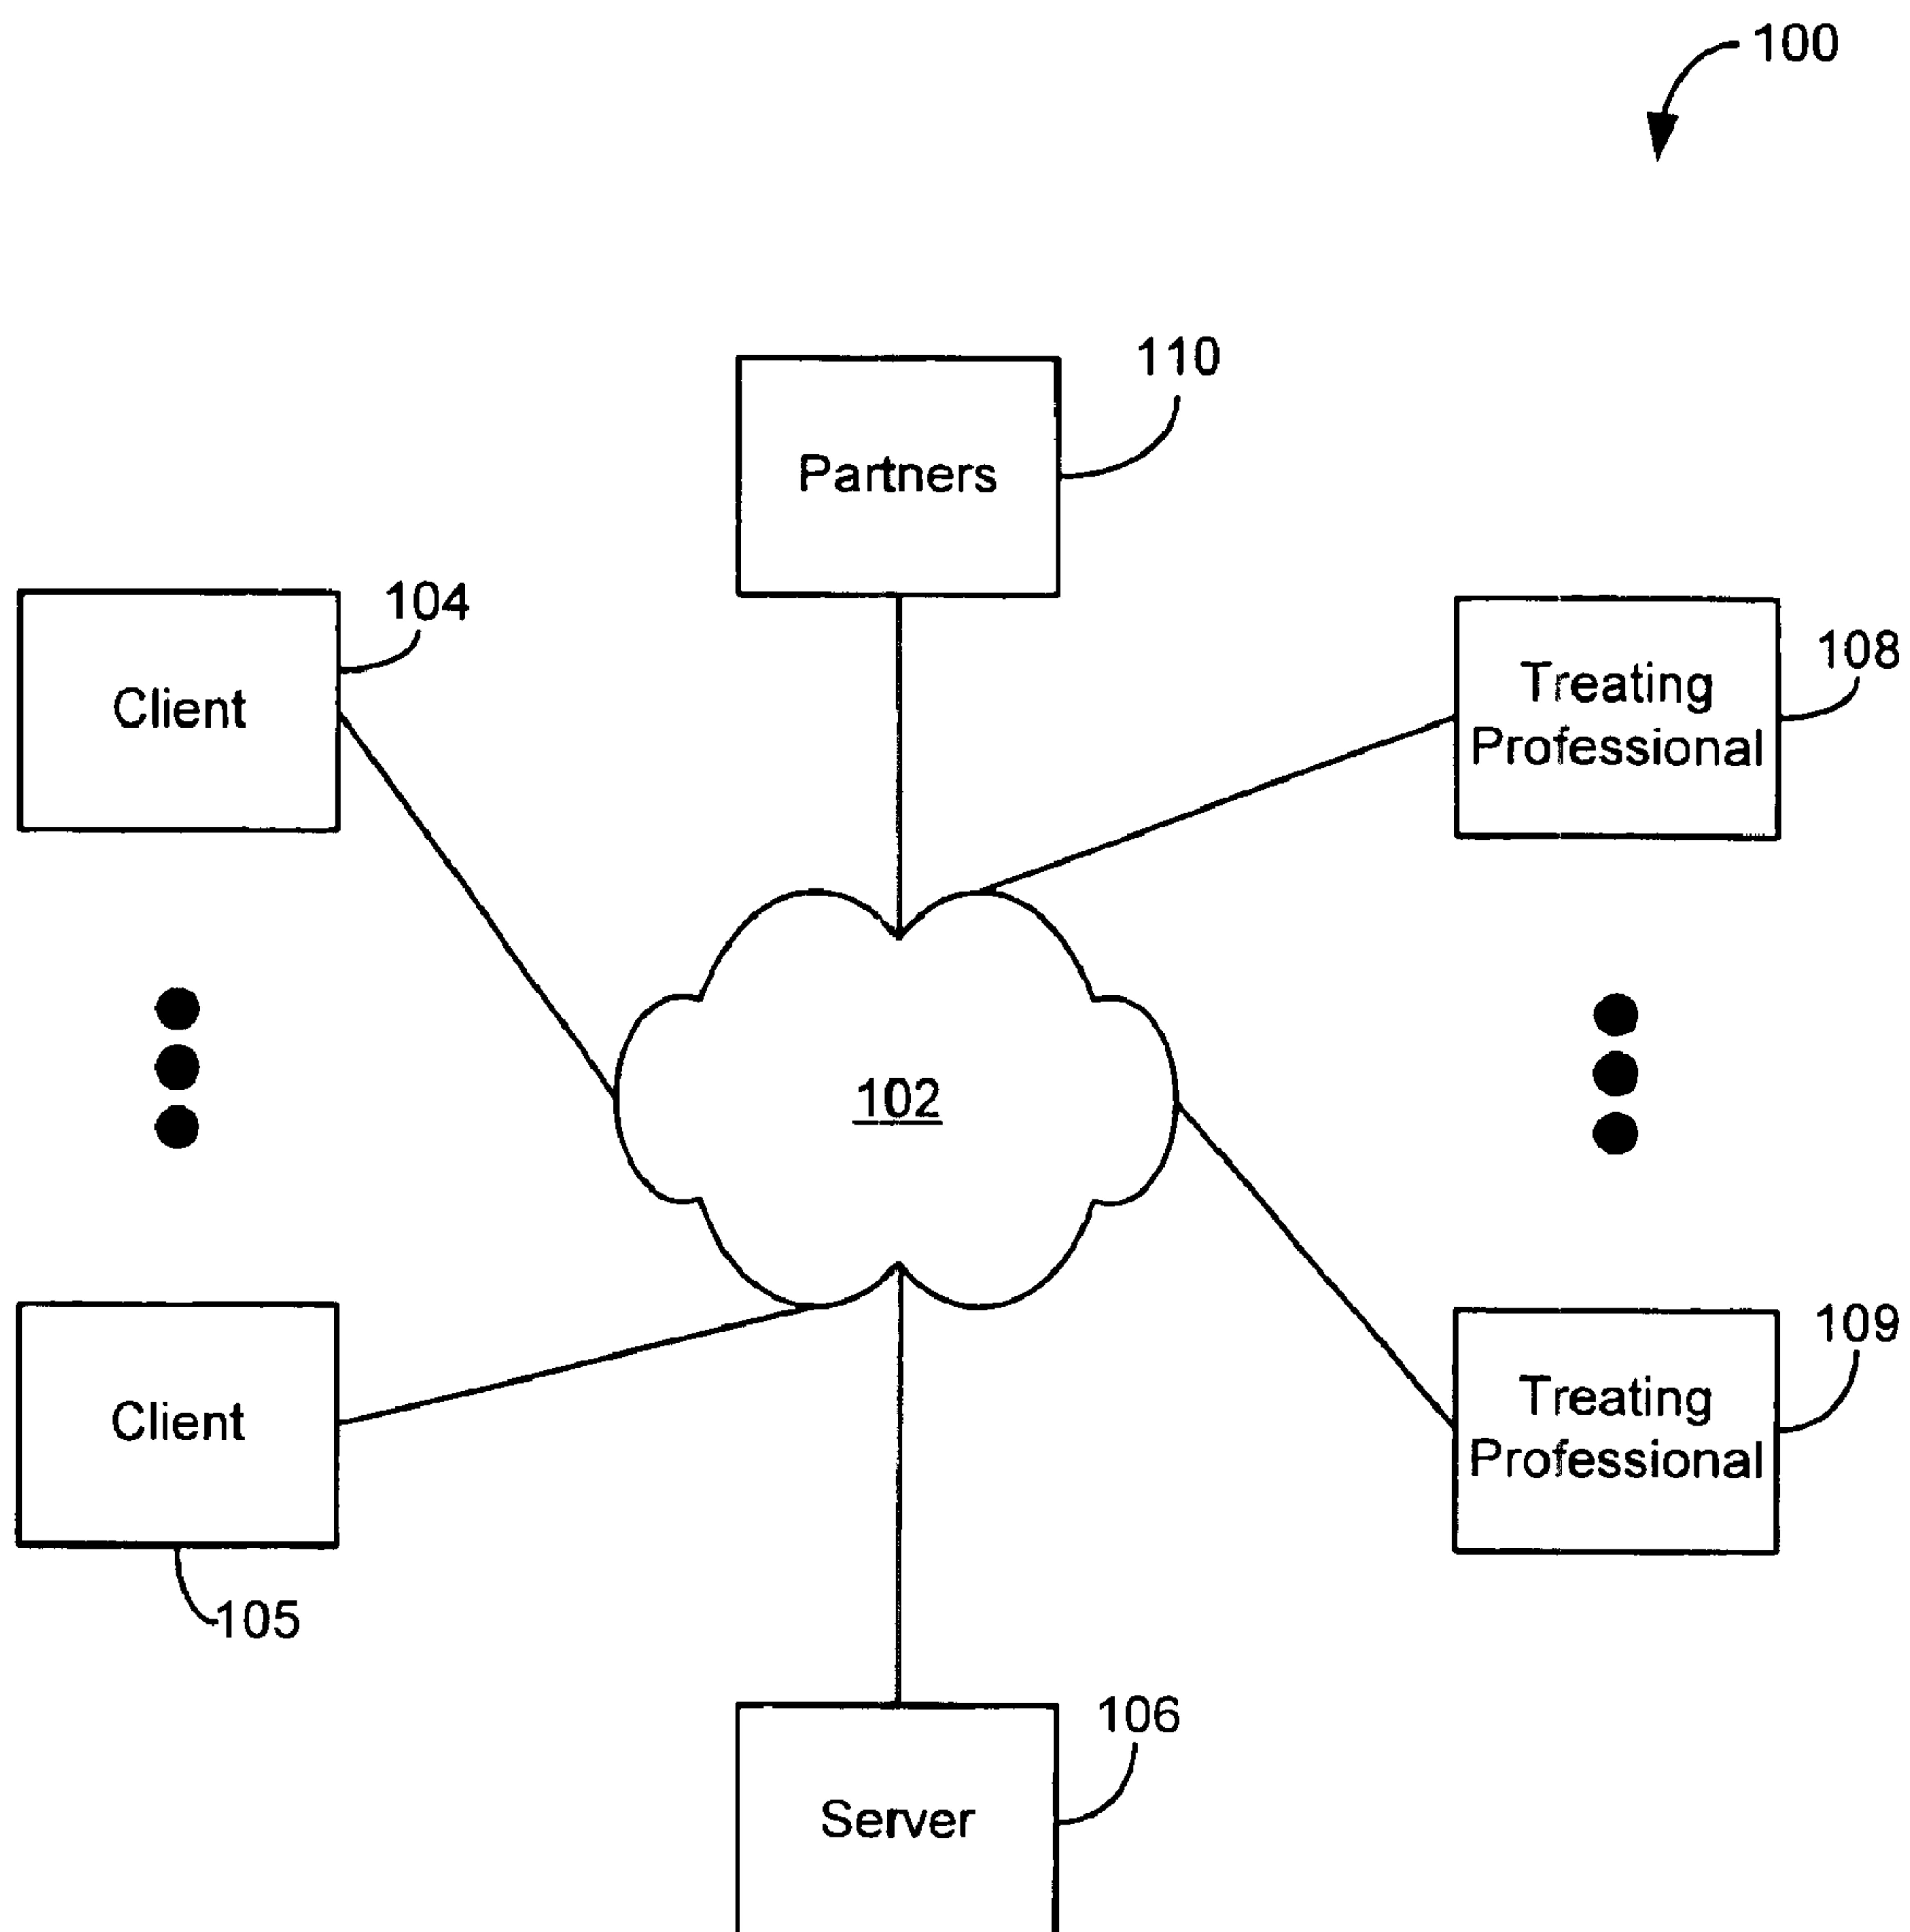 100
110
Partners
104
Client
108
Treating
Professional
102
109
Treating
Professional
Client
105
106
Server